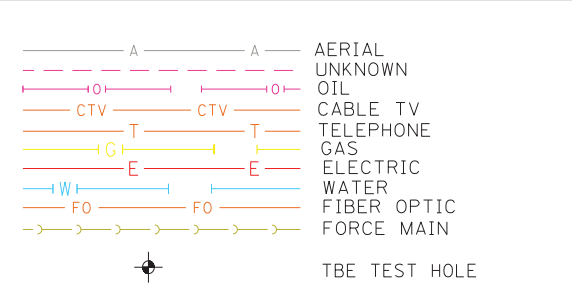 A A AERIAL
UNKNOWN
O O OIL
CTV CTV CABLE TV
T T TELEPHONE
G GAS
E E ELECTRIC
W WATER
FO FO FIBER OPTIC
FORCE MAIN
TBE TEST HOLE